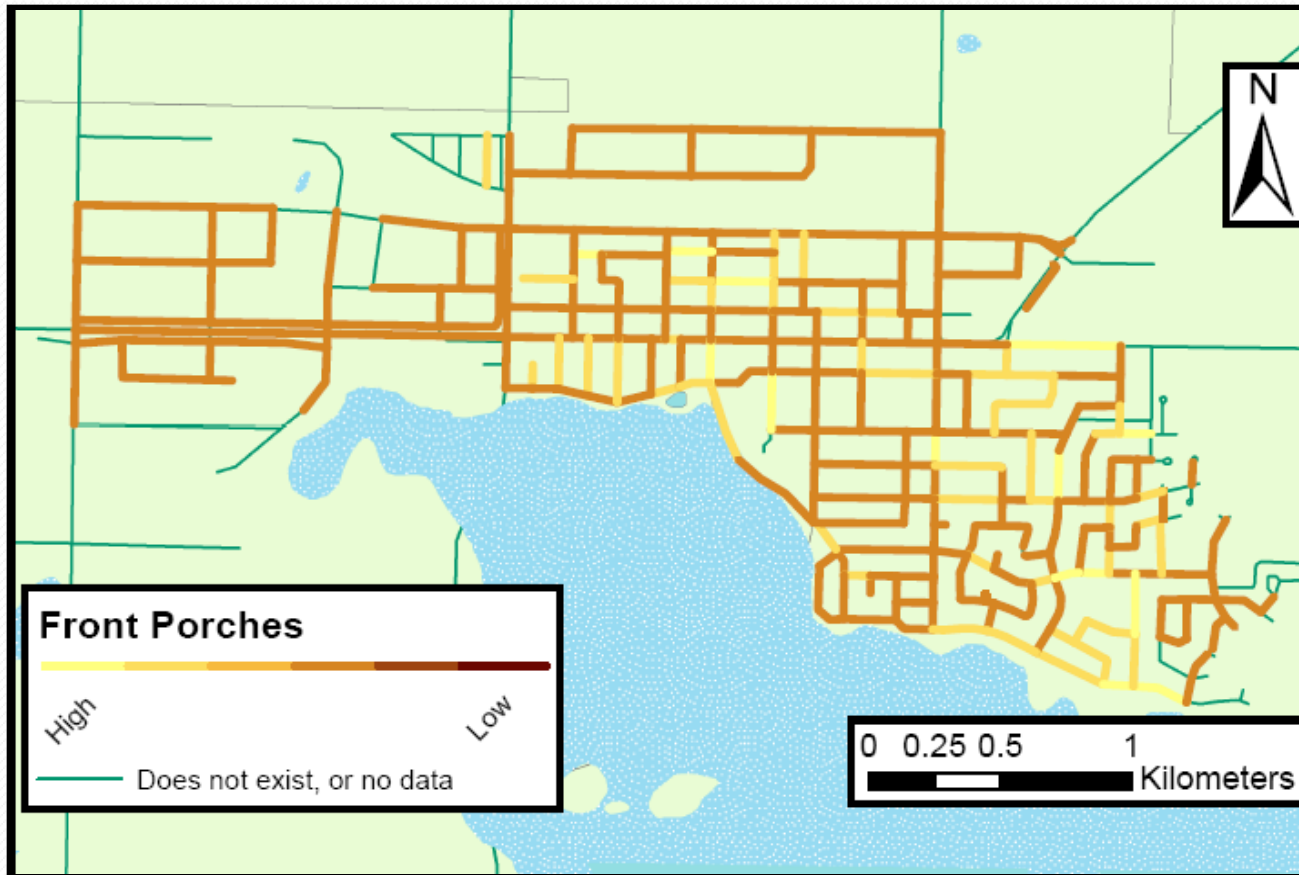 N
Front Porches
High
Low
Does not exist, or no data
0 0.25 0.5 1
Kilometers